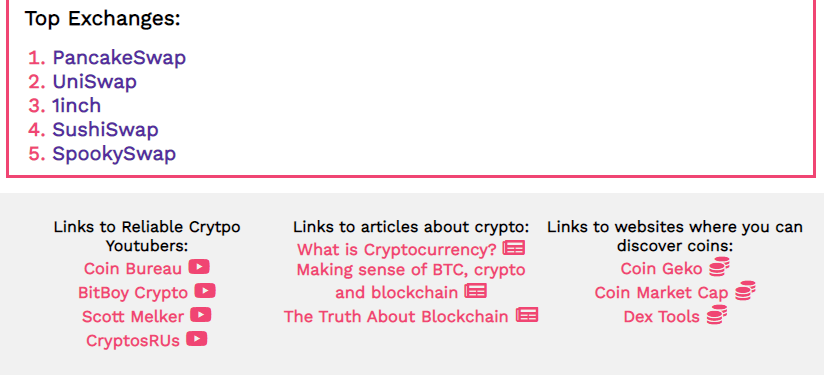 Top Exchanges:
1. PancakeSwap
2. UniSwap
3. 1inch
4. SushiSwap
5. SpookySwap
Links to Reliable Crytpo
Youtubers:
Coin Bureau
BitBoy Crypto
Scott Melker
CryptosRUs
Links to articles about crypto:
What is Cryptocurrency?
Making sense of BTC, crypto
and blockchain
The Truth About Blockchain
Links to websites where you can
discover coins:
Coin Geko
Coin Market Cap
Dex Tools